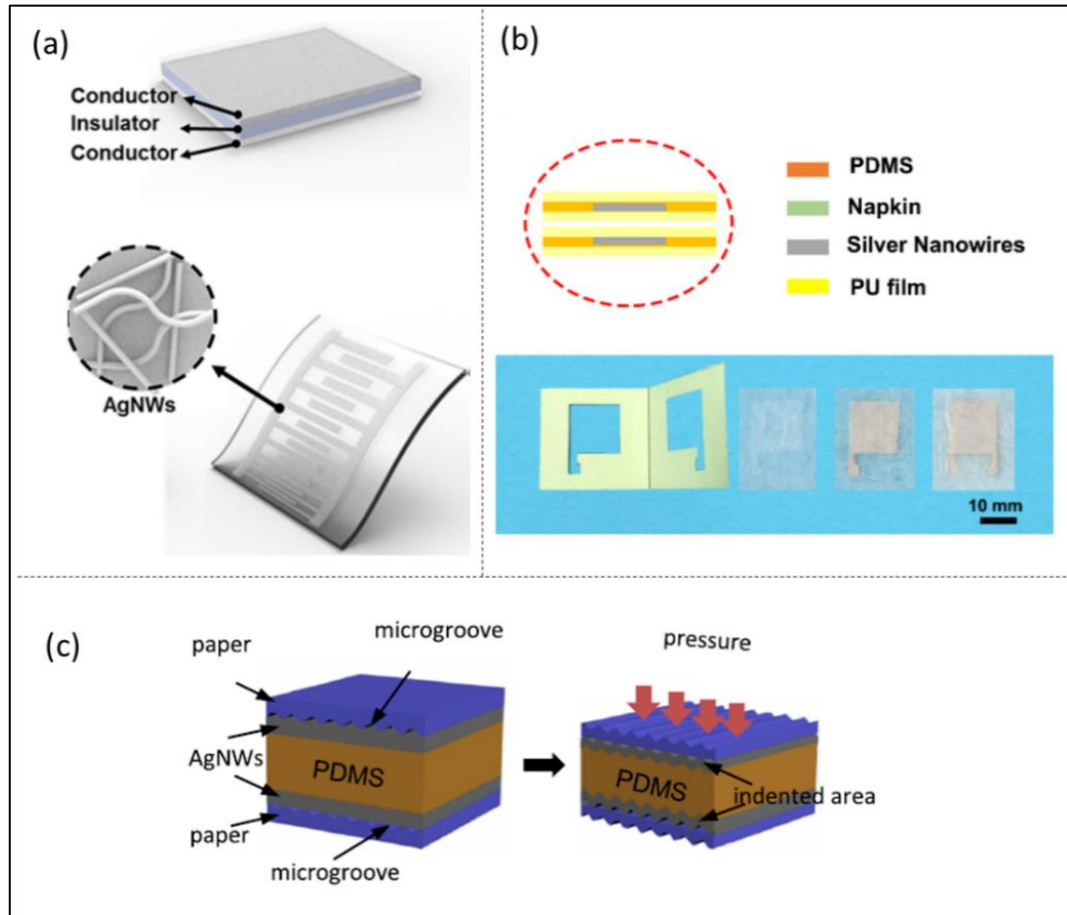 (a)
Conductor
Insulator
Conductor
AgNWs
(b)
PDMS
Napkin
Silver Nanowires
PU film
10 mm
(c)
paper
microgroove
AgNWs
PDMS
paper
microgroove
pressure
PDMS
indented area